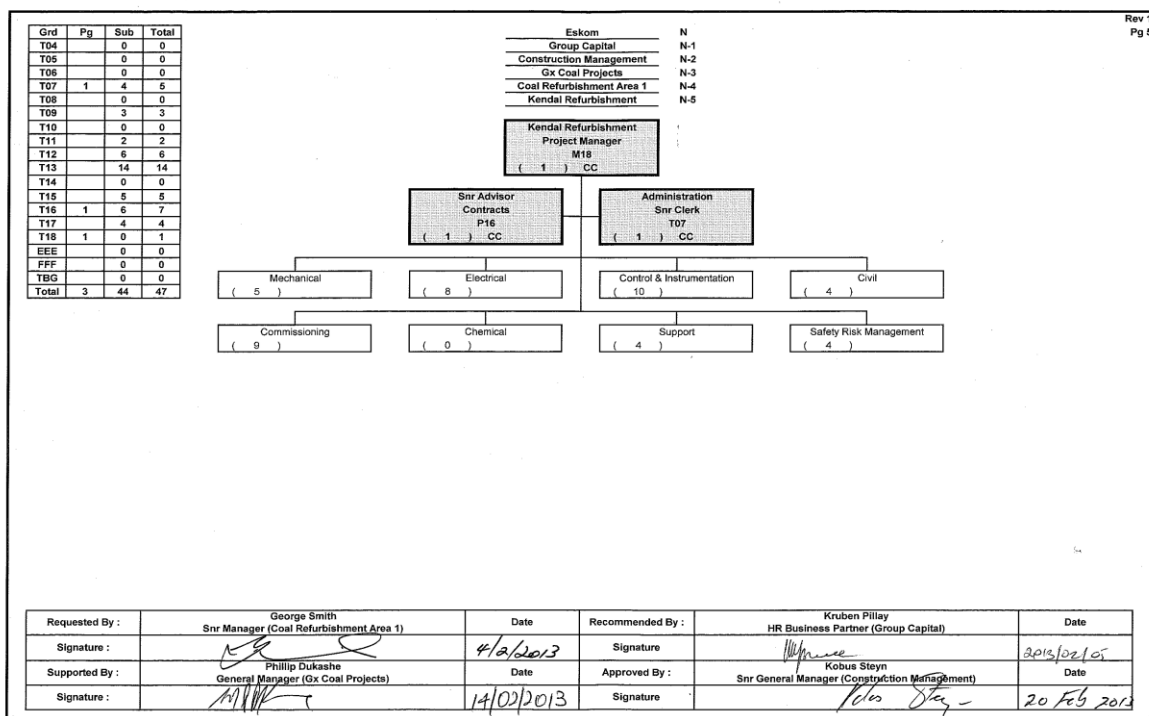 Rev 1
Pg 5
Grd Pg Sub Total
T04 0 0
T05 0 0
T06 0 0
T07 1 4 5
T08 0 0
T09 3 3
T10 0 0
T11 2 2
T12 6 6
T13 14 14
T14 0 0
T15 5 5
T16 1 6 7
T17 4 4
T18 1 0 1
EEE 0 0
FFF 0 0
TBG 0 0
Total 3 44 47
Eskom N
Group Capital N-1
Construction Management N-2
Gx Coal Projects N-3
Coal Refurbishment Area 1 N-4
Kendal Refurbishment N-5
Kendal Refurbishment
Project Manager
M18
( 1 ) CC
Snr Advisor
Contracts
P16
( 1 ) CC
Administration
Snr Clerk
T07
( 1 ) CC
Mechanical
( 5 )
Electrical
( 8 )
Control & Instrumentation
( 10 )
Civil
( 4 )
Commissioning
( 9 )
Chemical
( 0 )
Support
( 4 )
Safety Risk Management
( 4 )
Requested By : George Smith Date Recommended By : Kruben Pillay Date
Snr Manager (Coal Refurbishment Area 1) HR Business Partner (Group Capital)
Signature : 4/2/2013 Signature 2013/02/05
Supported By : Phillip Dukashe Date Approved By : Kobus Steyn Date
General Manager (Gx Coal Projects) Snr General Manager (Construction Management)
Signature : 14/02/2013 Signature 20 Feb 2013